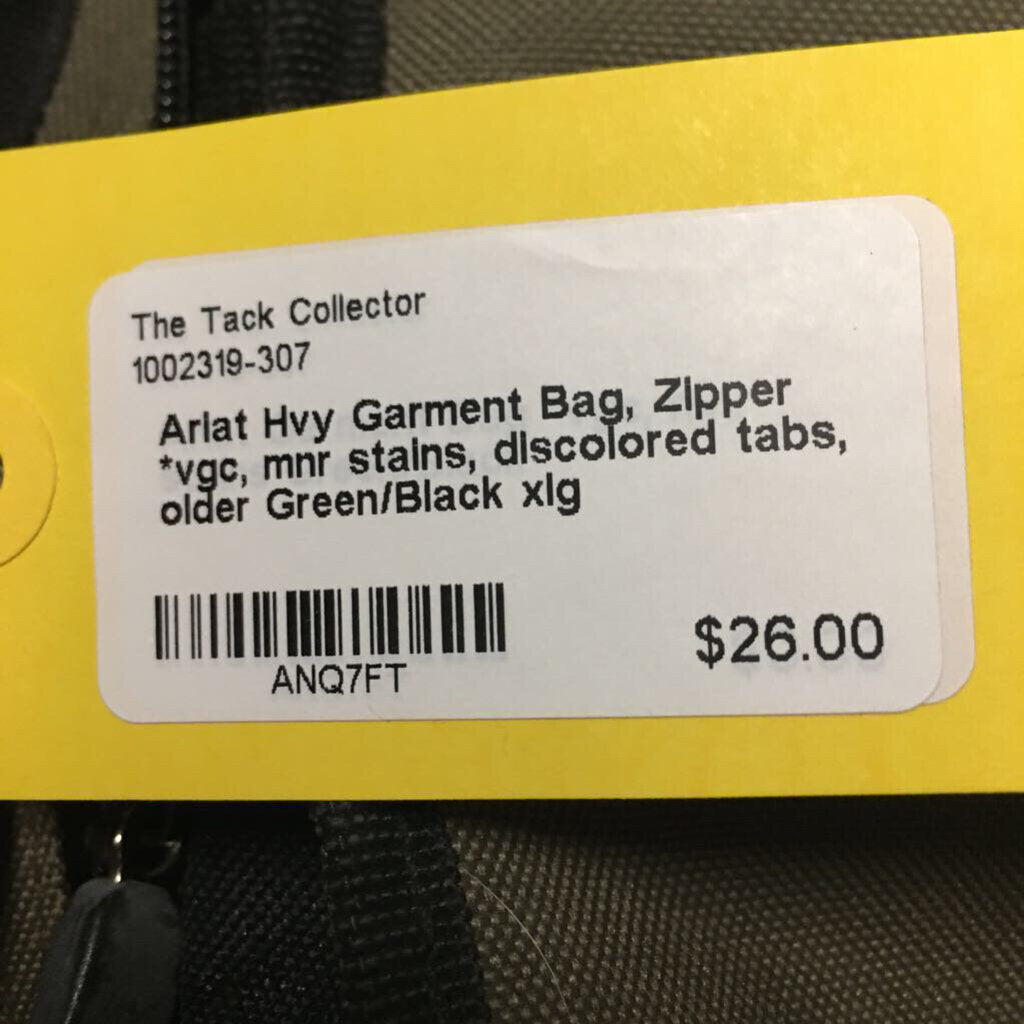 The Tack Collector
1002319-307
Ariat Hvy Garment Bag, Zipper
*vgc, mnr stains, discolored tabs,
older Green/Black xlg
ANQ7FT
$26.00